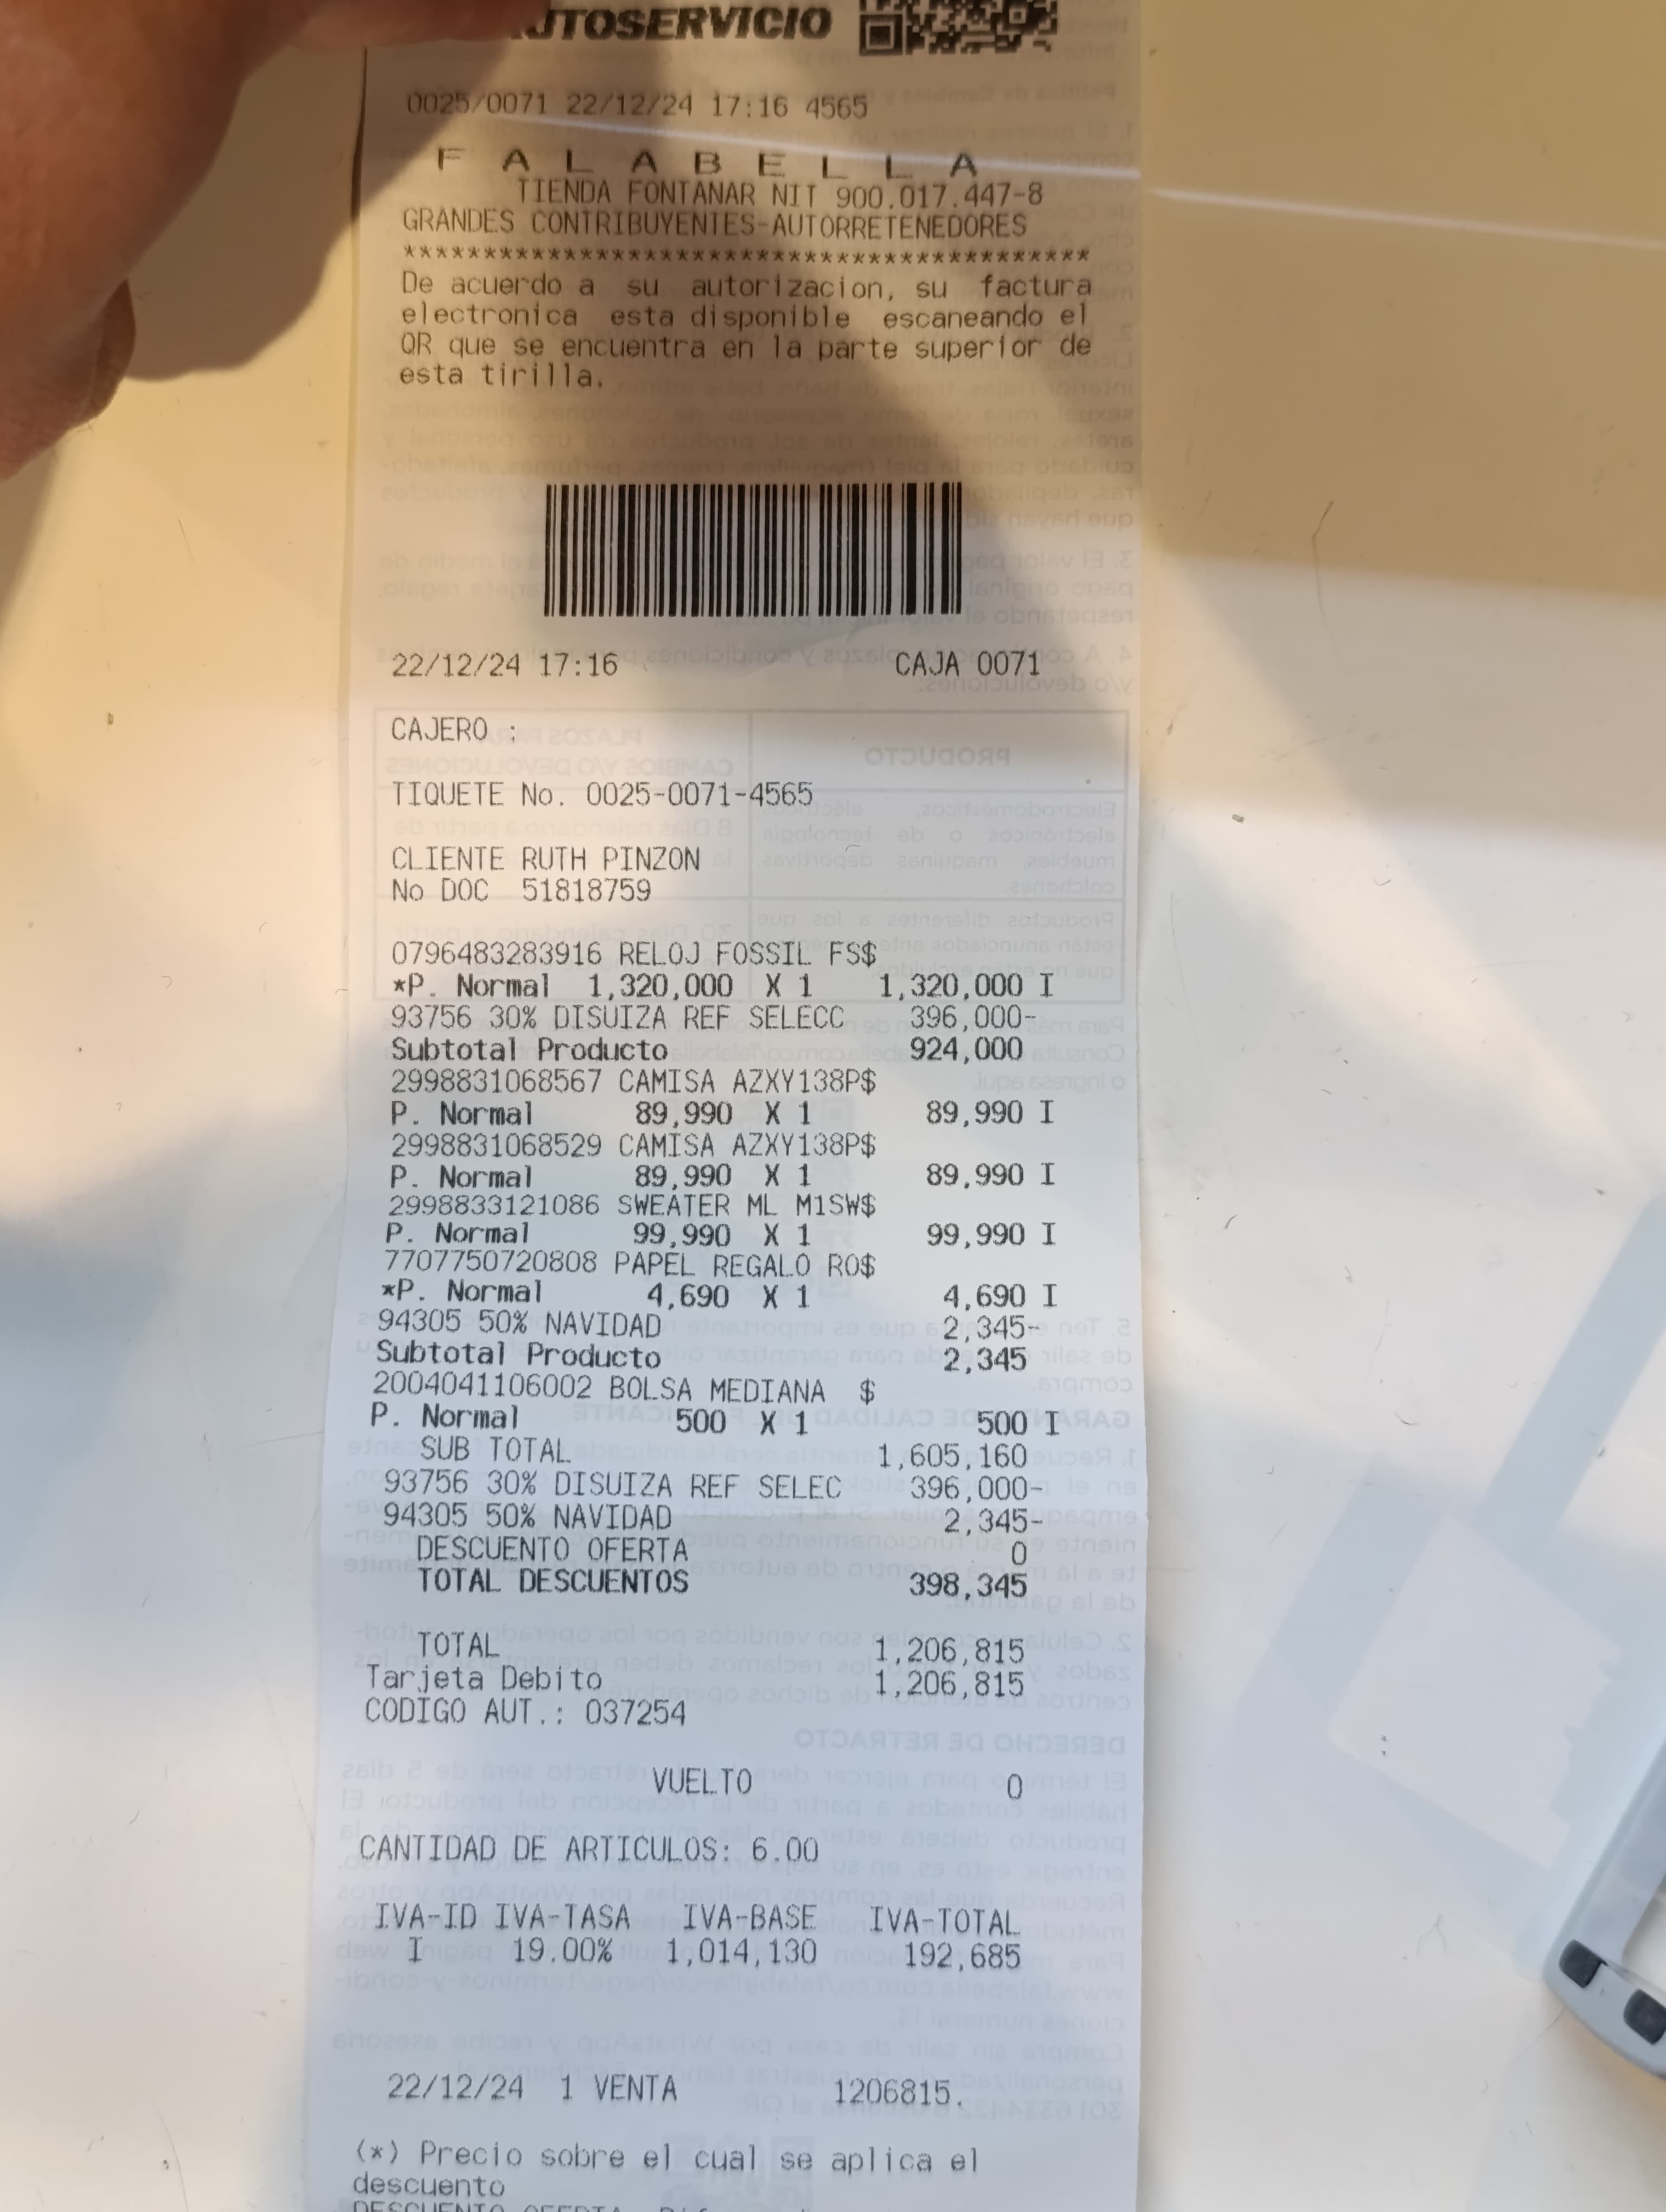 AUTOSERVICIO
0025/0071 22/12/24 17:16 4565
F A L A B E L L A
TIENDA FONTANAR NIT 900.017.447-8
GRANDES CONTRIBUYENTES-AUTORRETENEDORES
*******************************************
De acuerdo a su autorizacion, su factura
electronica esta disponible escaneando el
QR que se encuentra en la parte superior de
esta tirilla.
22/12/24 17:16 CAJA 0071
CAJERO :
TIQUETE No. 0025-0071-4565
CLIENTE RUTH PINZON
No DOC 51818759
0796483283916 RELOJ FOSSIL FS$
*P. Normal 1,320,000 X 1 1,320,000 I
93756 30% DISUIZA REF SELECC 396,000-
Subtotal Producto 924,000
2998831068567 CAMISA AZXY138P$
P. Normal 89,990 X 1 89,990 I
2998831068529 CAMISA AZXY138P$
P. Normal 89,990 X 1 89,990 I
2998833121086 SWEATER ML M1SW$
P. Normal 99,990 X 1 99,990 I
7707750720808 PAPEL REGALO RO$
*P. Normal 4,690 X 1 4,690 I
94305 50% NAVIDAD 2,345-
Subtotal Producto 2,345
2004041106002 BOLSA MEDIANA $
P. Normal 500 X 1 500 I
SUB TOTAL 1,605,160
93756 30% DISUIZA REF SELEC 396,000-
94305 50% NAVIDAD 2,345-
DESCUENTO OFERTA 0
TOTAL DESCUENTOS 398,345
TOTAL 1,206,815
Tarjeta Debito 1,206,815
CODIGO AUT.: 037254
VUELTO 0
CANTIDAD DE ARTICULOS: 6.00
IVA-ID IVA-TASA IVA-BASE IVA-TOTAL
I 19.00% 1,014,130 192,685
22/12/24 1 VENTA 1206815.
(*) Precio sobre el cual se aplica el
descuento
DESCUENTO OFERTA